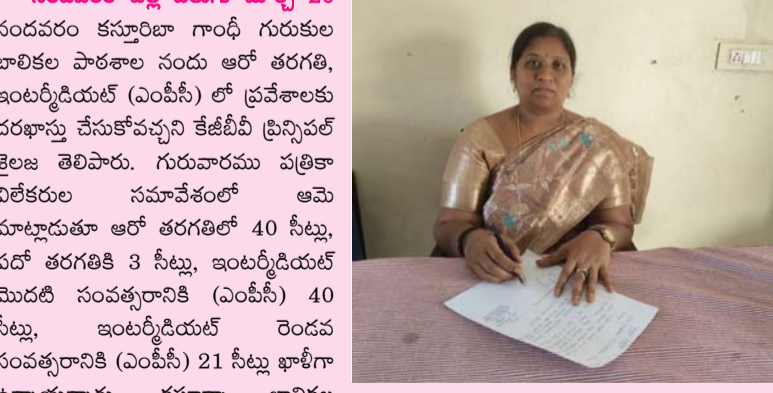 నందవరం కస్తూరిబా గాంధీ గురుకుల
బాలికల పాఠశాల నందు ఆరో తరగతి,
ఇంటర్మీడియట్ (ఎంపీసీ) లో ప్రవేశాలకు
దరఖాస్తు చేసుకోవచ్చని కేజీబీవీ ప్రిన్సిపల్
శైలజ తెలిపారు. గురువారము పత్రికా
విలేకరుల సమావేశంలో ఆమె
మాట్లాడుతూ ఆరో తరగతిలో 40 సీట్లు,
పదో తరగతికి 3 సీట్లు, ఇంటర్మీడియట్
మొదటి సంవత్సరానికి (ఎంపీసీ) 40
సీట్లు, ఇంటర్మీడియట్ రెండవ
సంవత్సరానికి (ఎంపీసీ) 21 సీట్లు ఖాళీగా